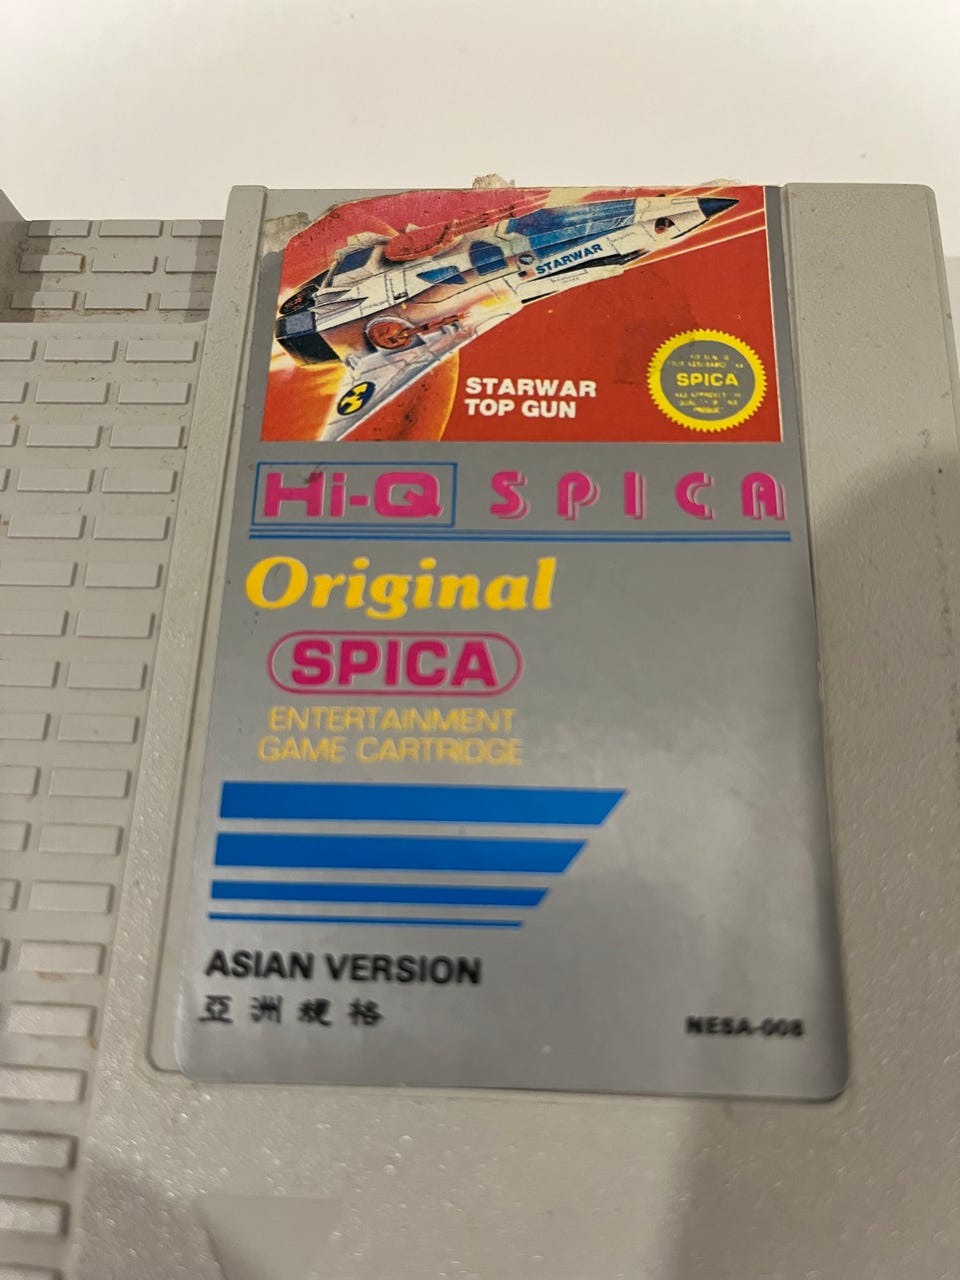 STARWAR
STARWAR
TOP GUN
SPICA
Hi-Q SPICA
Original
SPICA
ENTERTAINMENT
GAME CARTRIDGE
ASIAN VERSION
亞洲規格
NESA-008